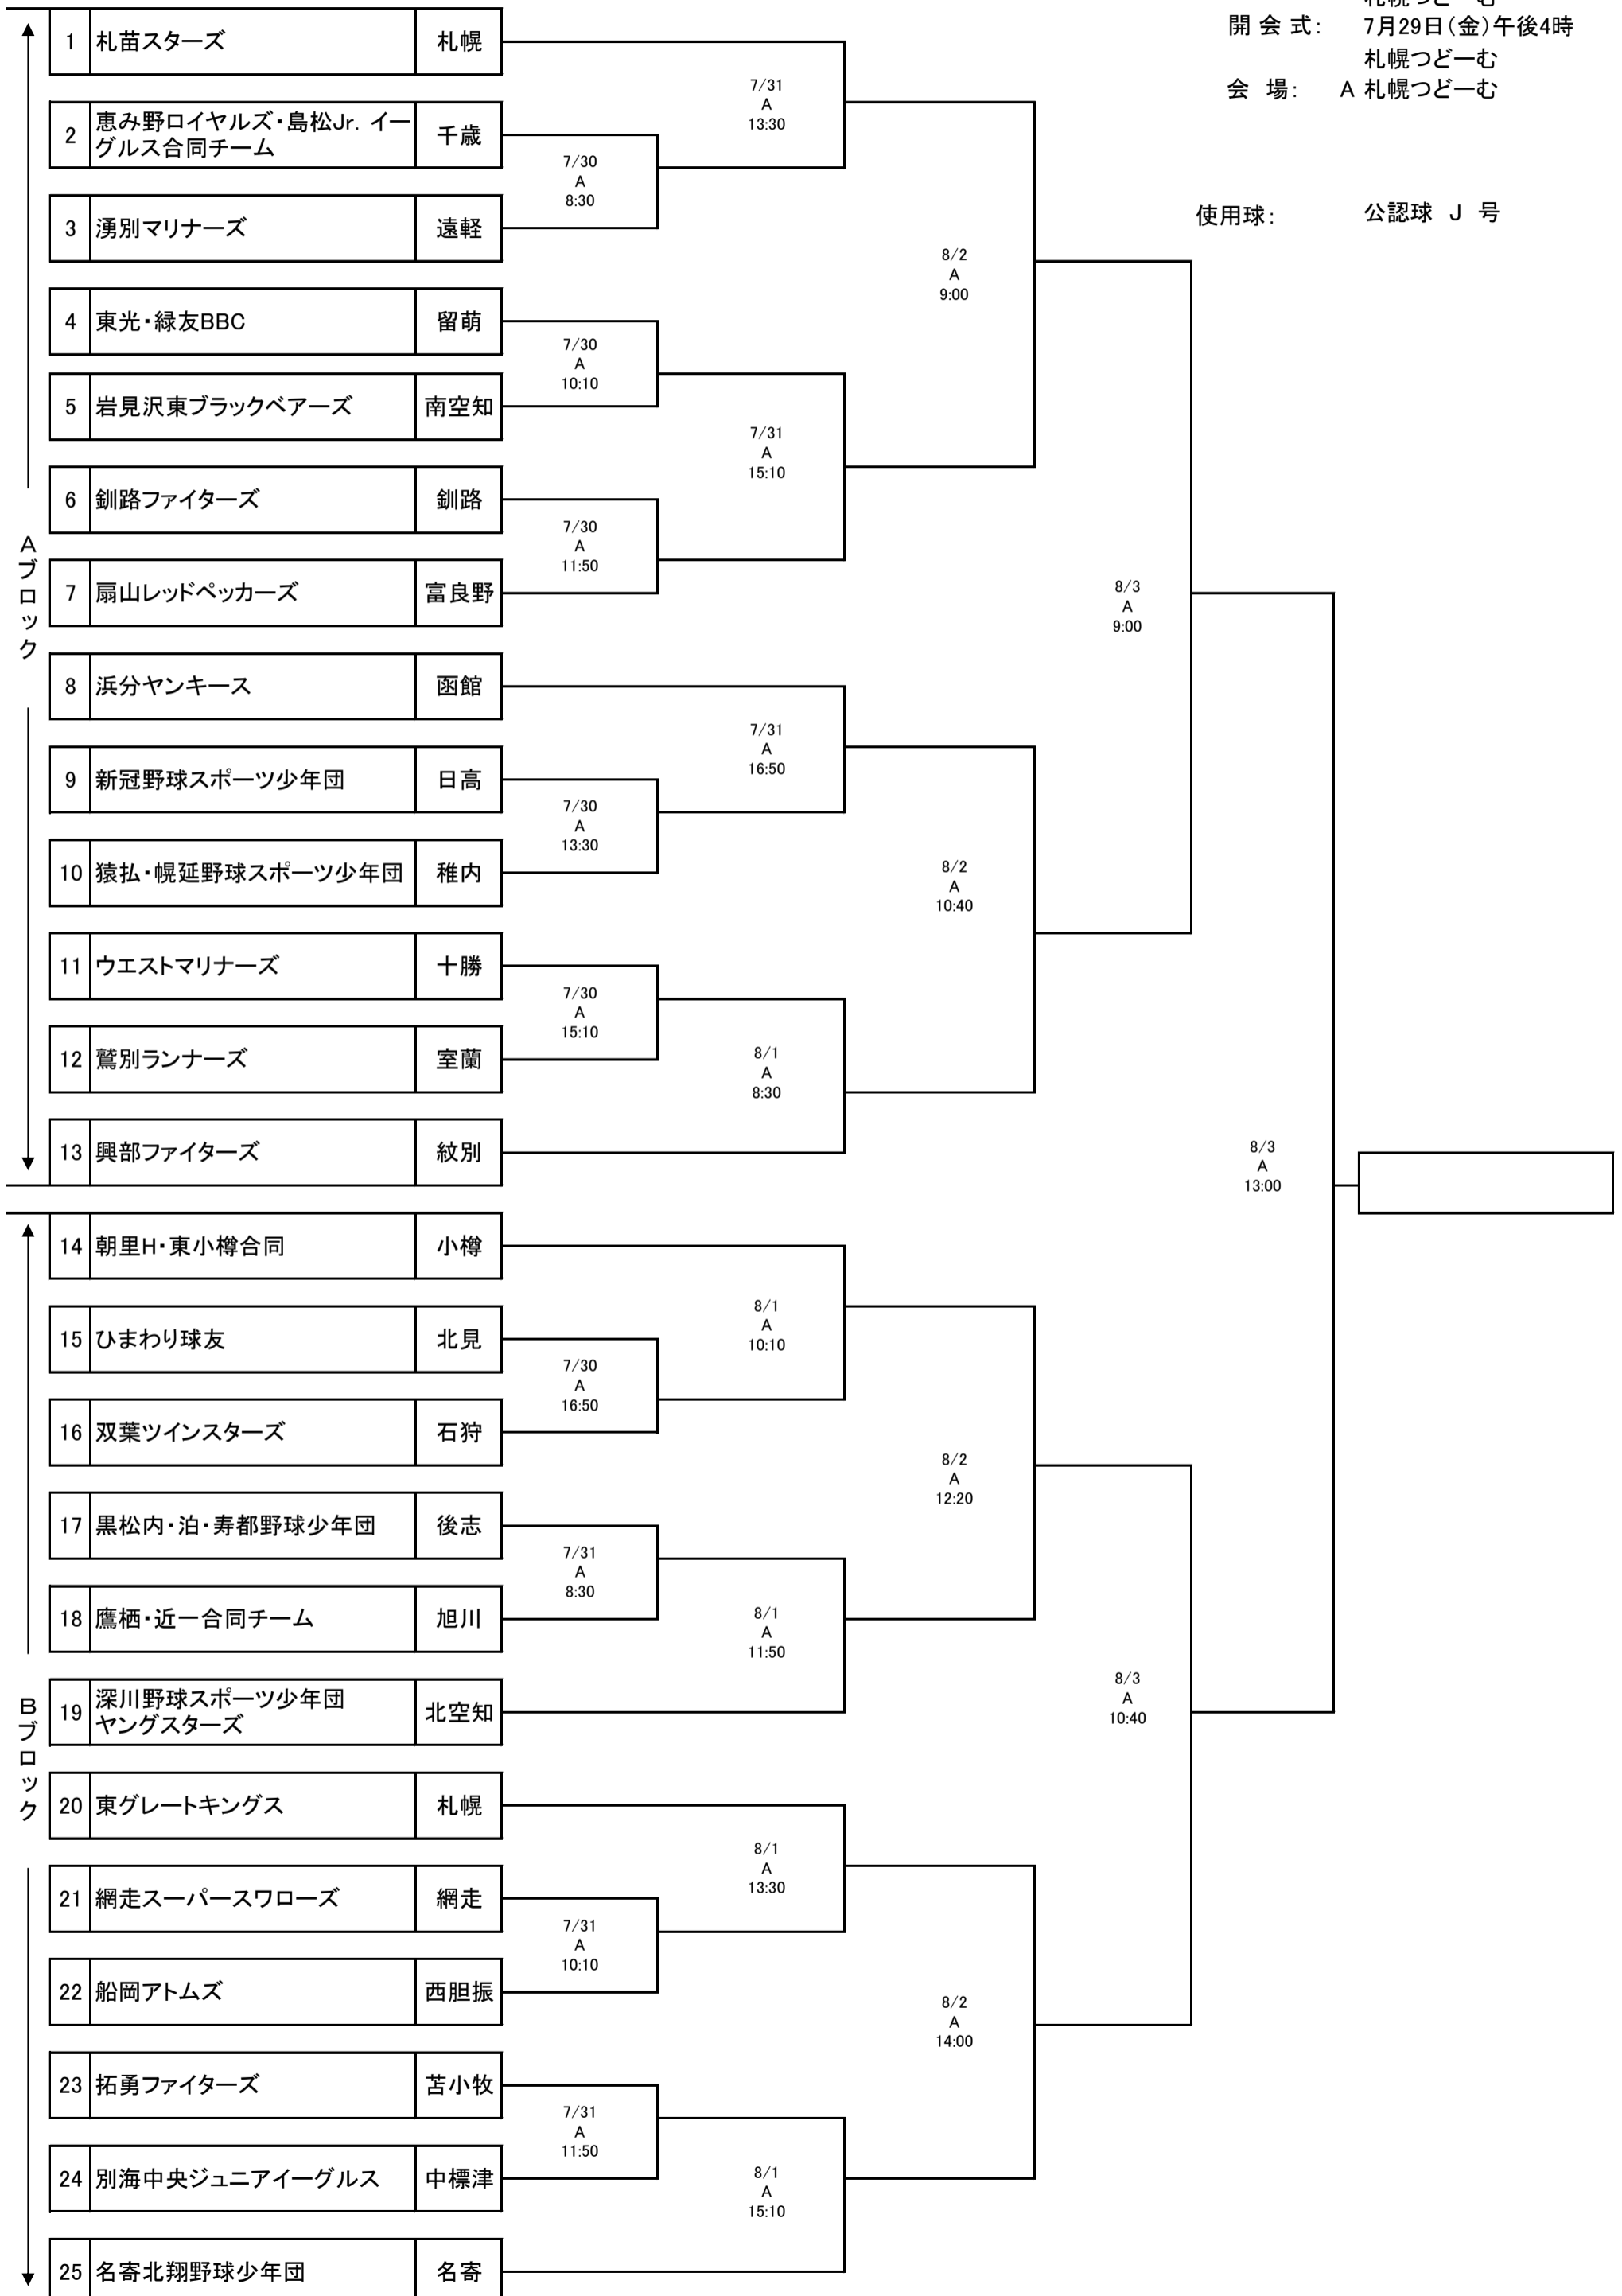 札幌つどーむ
開 会 式： 7月29日(金)午後4時
札幌つどーむ
会 場： A 札幌つどーむ
使用球： 公認球 J 号
Aブロック
1 札苗スターズ 札幌
2 恵み野ロイヤルズ・島松Jr. イー
グルス合同チーム 千歳
3 湧別マリナーズ 遠軽
4 東光・緑友BBC 留萌
5 岩見沢東ブラックベアーズ 南空知
6 釧路ファイターズ 釧路
7 扇山レッドペッカーズ 富良野
8 浜分ヤンキース 函館
9 新冠野球スポーツ少年団 日高
10 猿払・幌延野球スポーツ少年団 稚内
11 ウエストマリナーズ 十勝
12 鷲別ランナーズ 室蘭
13 興部ファイターズ 紋別
Bブロック
14 朝里H・東小樽合同 小樽
15 ひまわり球友 北見
16 双葉ツインスターズ 石狩
17 黒松内・泊・寿都野球少年団 後志
18 鷹栖・近一合同チーム 旭川
19 深川野球スポーツ少年団
ヤングスターズ 北空知
20 東グレートキングス 札幌
21 網走スーパースワローズ 網走
22 船岡アトムズ 西胆振
23 拓勇ファイターズ 苫小牧
24 別海中央ジュニアイーグルス 中標津
25 名寄北翔野球少年団 名寄
7/30
A
8:30
7/30
A
10:10
7/30
A
11:50
7/30
A
13:30
7/30
A
15:10
7/30
A
16:50
7/31
A
8:30
7/31
A
10:10
7/31
A
11:50
7/31
A
13:30
7/31
A
15:10
7/31
A
16:50
8/1
A
8:30
8/1
A
10:10
8/1
A
11:50
8/1
A
13:30
8/1
A
15:10
8/2
A
9:00
8/2
A
10:40
8/2
A
12:20
8/2
A
14:00
8/3
A
9:00
8/3
A
10:40
8/3
A
13:00